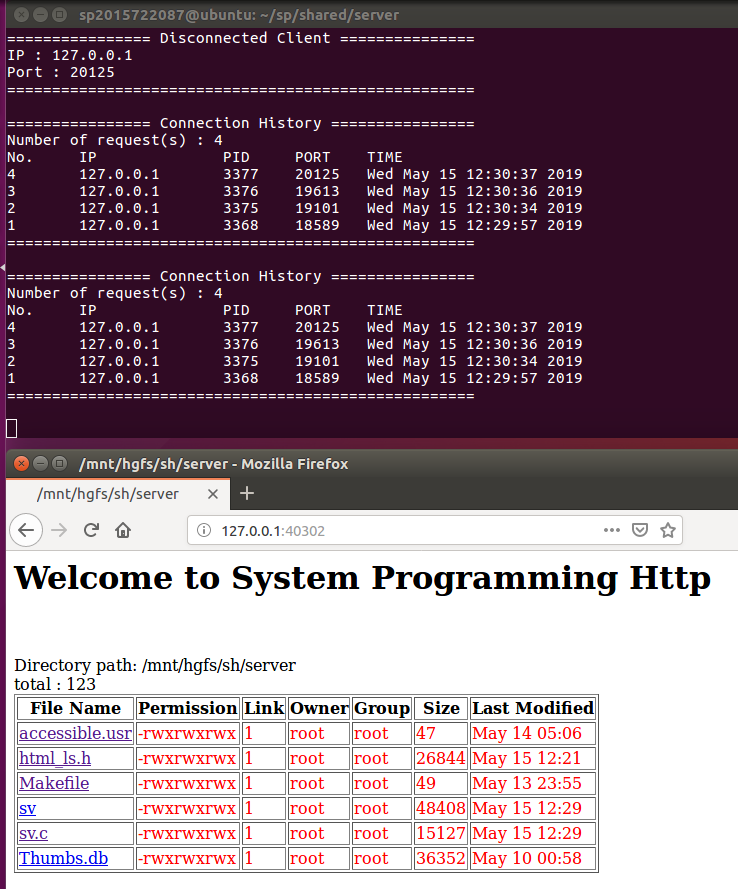 sp2015722087@ubuntu: ~/sp/shared/server
================ Disconnected Client ===============
IP : 127.0.0.1
Port : 20125
====================================================
================ Connection History ================
Number of request(s) : 4
No. IP PID PORT TIME
4 127.0.0.1 3377 20125 Wed May 15 12:30:37 2019
3 127.0.0.1 3376 19613 Wed May 15 12:30:36 2019
2 127.0.0.1 3375 19101 Wed May 15 12:30:34 2019
1 127.0.0.1 3368 18589 Wed May 15 12:29:57 2019
====================================================
================ Connection History ================
Number of request(s) : 4
No. IP PID PORT TIME
4 127.0.0.1 3377 20125 Wed May 15 12:30:37 2019
3 127.0.0.1 3376 19613 Wed May 15 12:30:36 2019
2 127.0.0.1 3375 19101 Wed May 15 12:30:34 2019
1 127.0.0.1 3368 18589 Wed May 15 12:29:57 2019
====================================================
/mnt/hgfs/sh/server - Mozilla Firefox
/mnt/hgfs/sh/server
127.0.0.1:40302
Welcome to System Programming Http
Directory path: /mnt/hgfs/sh/server
total : 123
File Name Permission Link Owner Group Size Last Modified
accessible.usr -rwxrwxrwx 1 root root 47 May 14 05:06
html_ls.h -rwxrwxrwx 1 root root 26844 May 15 12:21
Makefile -rwxrwxrwx 1 root root 49 May 13 23:55
sv -rwxrwxrwx 1 root root 48408 May 15 12:29
sv.c -rwxrwxrwx 1 root root 15127 May 15 12:29
Thumbs.db -rwxrwxrwx 1 root root 36352 May 10 00:58